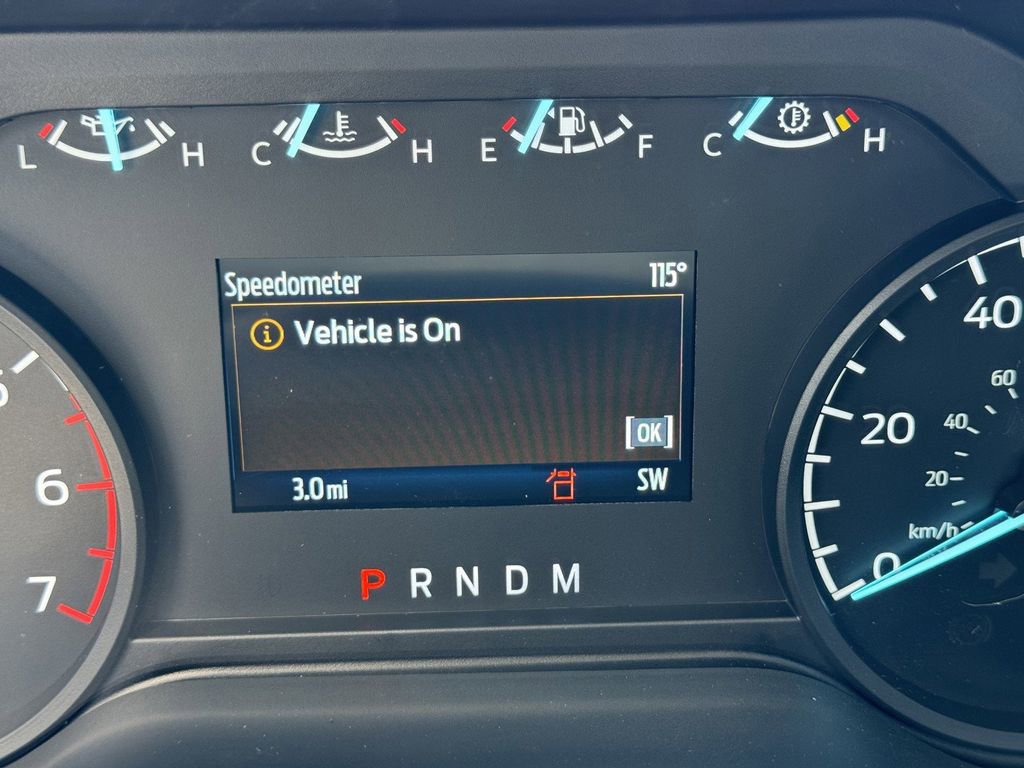 L H C H E F C H
Speedometer 115°
i Vehicle is On
OK
3.0 mi SW
P R N D M
6
7
40
20
0
60
40
20
km/h